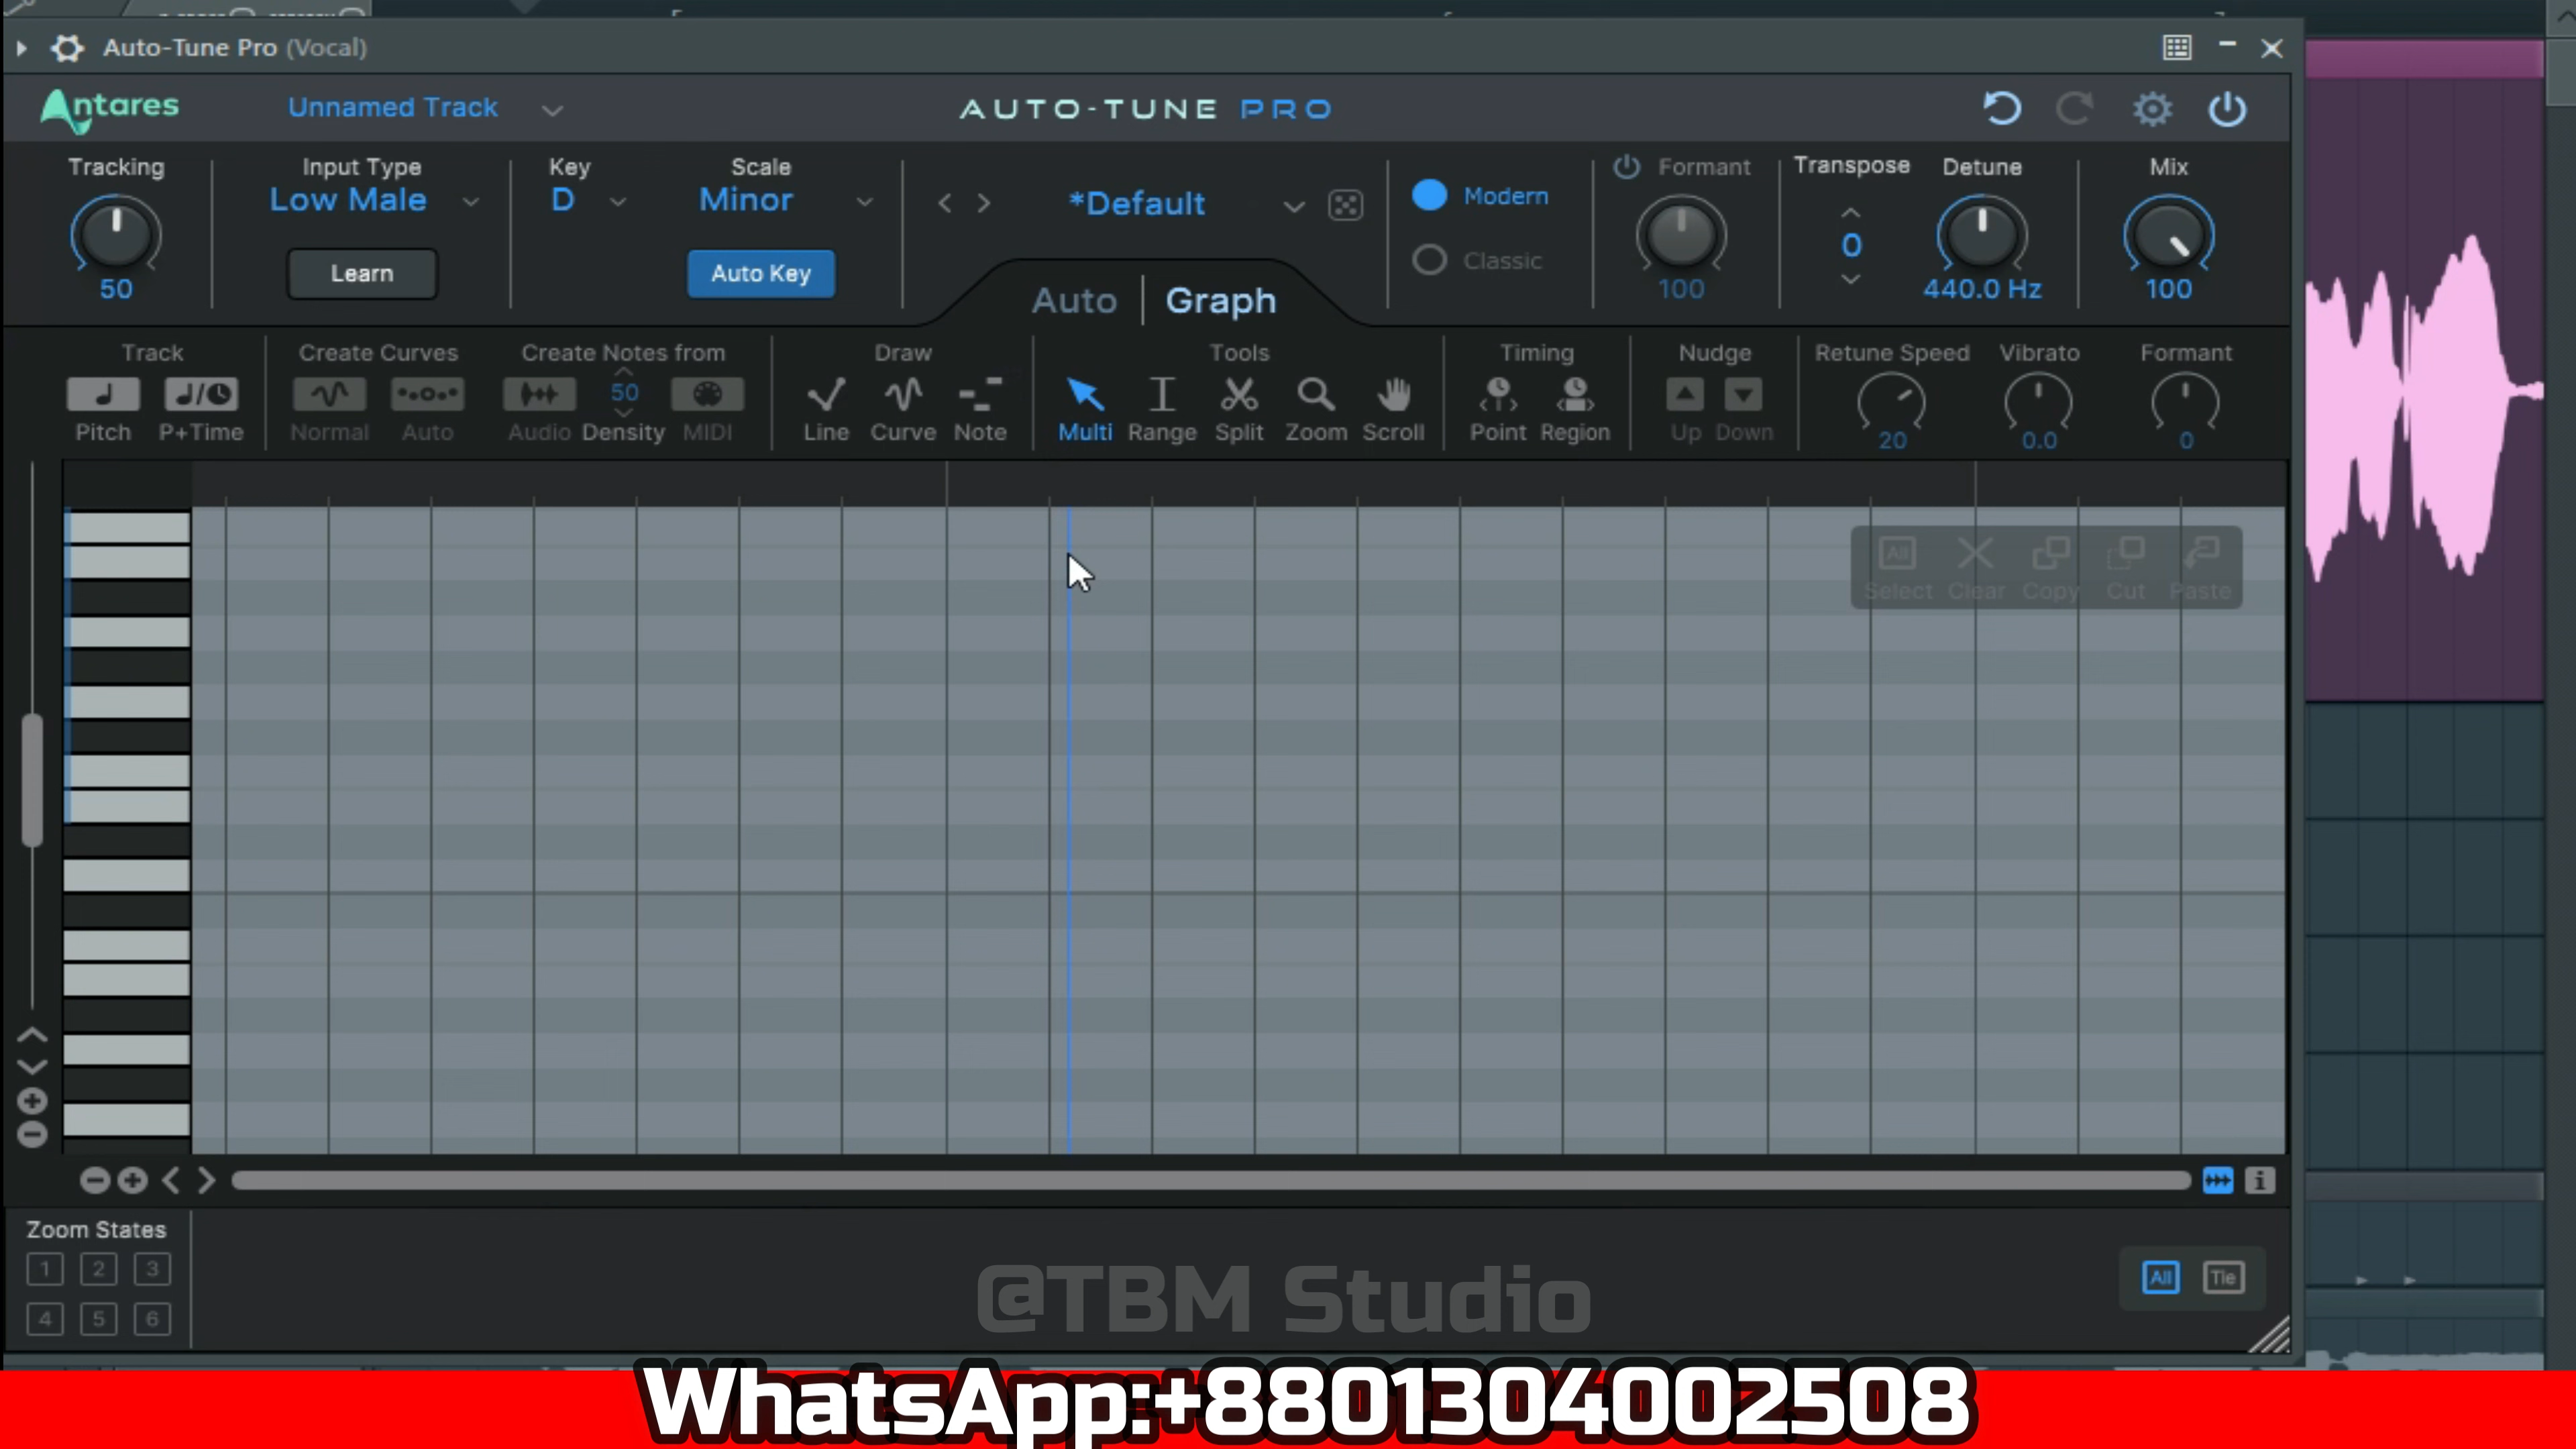 Auto-Tune Pro (Vocal)
Antares
Unnamed Track
AUTO-TUNE PRO
Tracking
Input Type
Key
Scale
Formant
Transpose
Detune
Mix
Low Male
D
Minor
*Default
Modern
Classic
50
Learn
Auto Key
Auto
Graph
100
0
440.0 Hz
100
Track
Create Curves
Create Notes from
Draw
Tools
Timing
Nudge
Retune Speed
Vibrato
Formant
50
Pitch
P+Time
Normal
Auto
Audio
Density
MIDI
Line
Curve
Note
Multi
Range
Split
Zoom
Scroll
Point
Region
Up
Down
20
0.0
0
All
Select
Clear
Copy
Cut
Paste
Zoom States
1 2 3
4 5 6
All
Tie
@TBM Studio
WhatsApp:+8801304002508